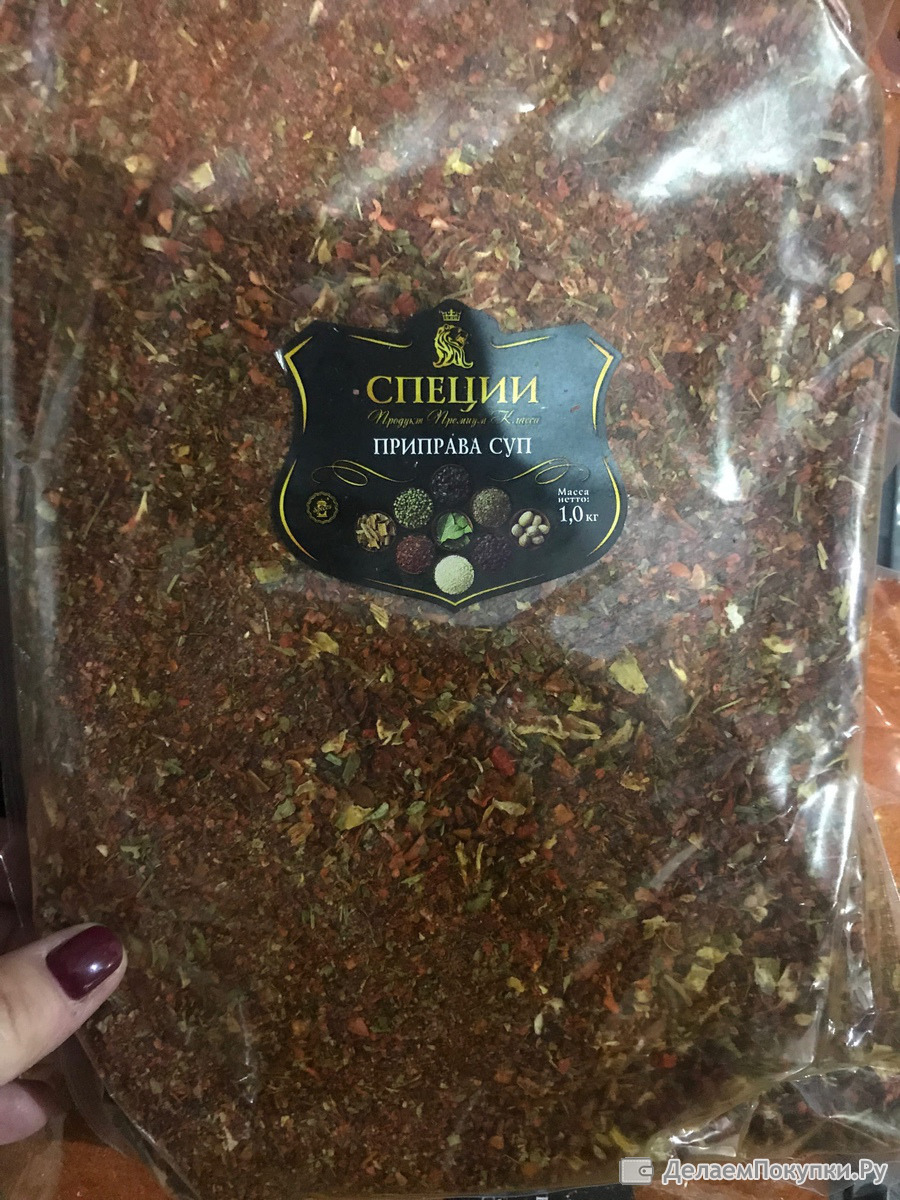 СПЕЦИИ
Продукт Премиум Класса
ПРИПРАВА СУП
Масса
нетто:
1,0 кг
ДелаемПокупки.Ру